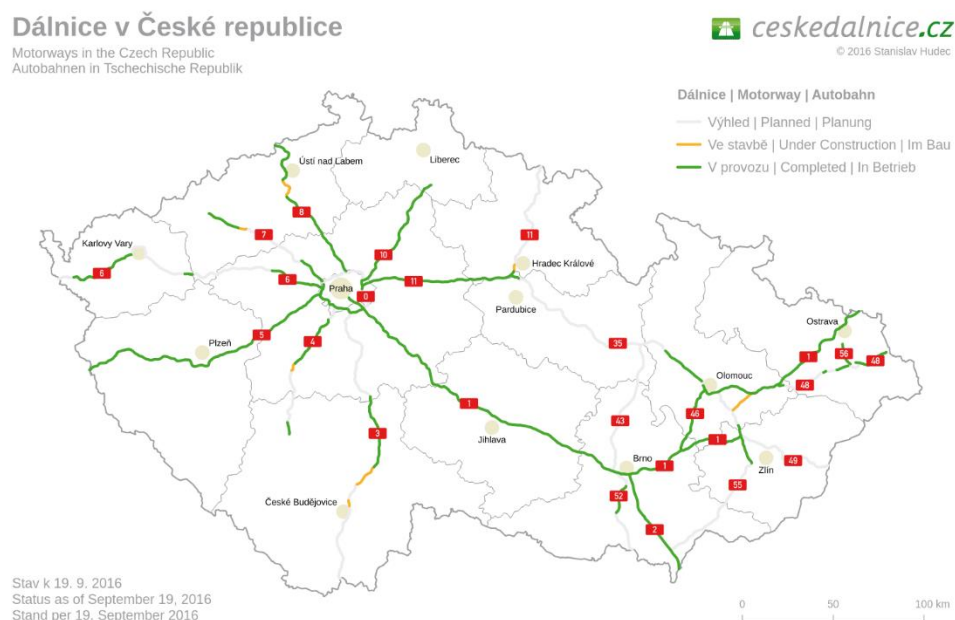 Dálnice v České republice
Motorways in the Czech Republic
Autobahnen in Tschechische Republik
ceskedalnice.cz
© 2016 Stanislav Hudec
Dálnice | Motorway | Autobahn
Výhled | Planned | Planung
Ve stavbě | Under Construction | Im Bau
V provozu | Completed | In Betrieb
Ústí nad Labem
Liberec
8
7
11
Karlovy Vary
10
6
6
11
Hradec Králové
Praha
0
Pardubice
Ostrava
5
4
Plzeň
35
1
56
48
48
Olomouc
1
46
3
43
1
Jihlava
Brno
1
49
Zlín
55
52
České Budějovice
2
Stav k 19. 9. 2016
Status as of September 19, 2016
Stand per 19. September 2016
0
50
100 km